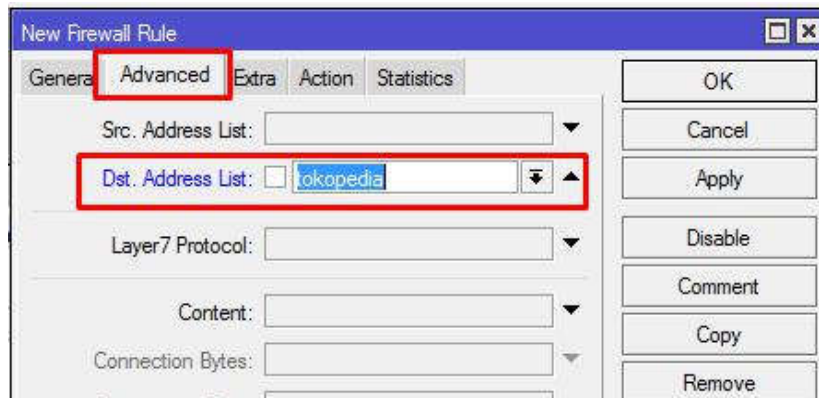 New Firewall Rule
General Advanced Extra Action Statistics
OK
Src. Address List:
Cancel
Dst. Address List: tokopedia
Apply
Layer7 Protocol:
Disable
Comment
Content:
Copy
Connection Bytes:
Remove